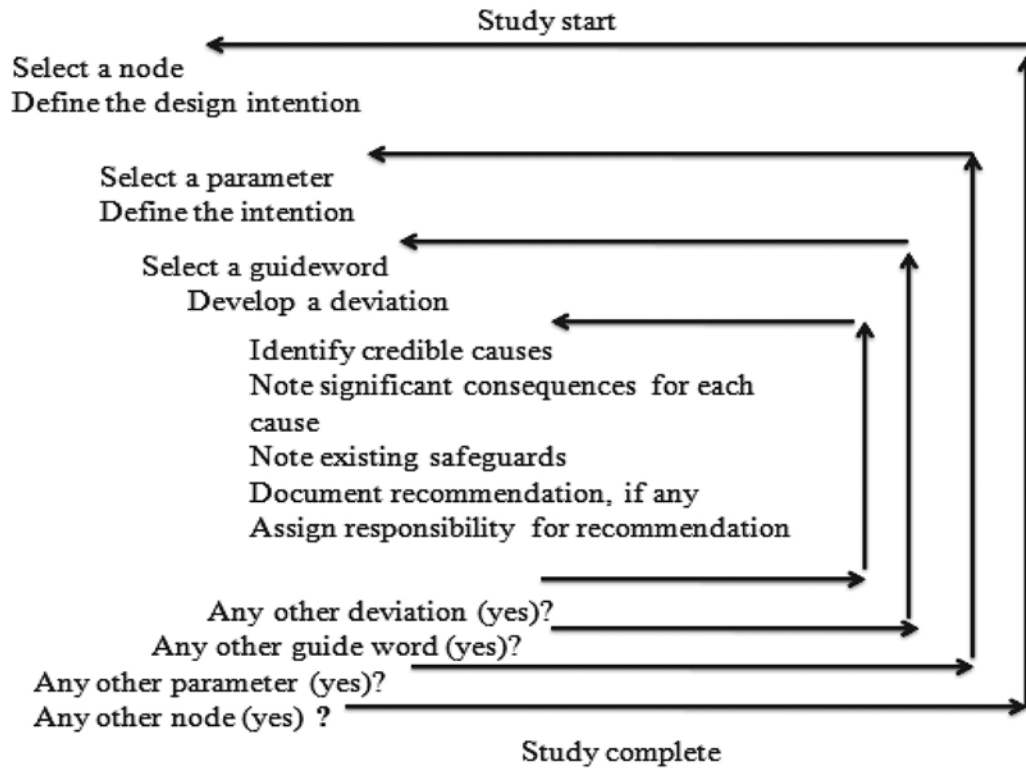 Study start
Select a node
Define the design intention
Select a parameter
Define the intention
Select a guideword
Develop a deviation
Identify credible causes
Note significant consequences for each
cause
Note existing safeguards
Document recommendation, if any
Assign responsibility for recommendation
Any other deviation (yes)?
Any other guide word (yes)?
Any other parameter (yes)?
Any other node (yes) ?
Study complete